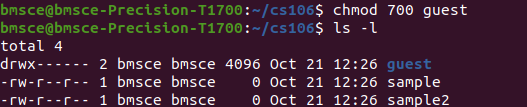 bmsce@bmsce-Precision-T1700:~/cs106$ chmod 700 guest
bmsce@bmsce-Precision-T1700:~/cs106$ ls -l
total 4
drwx------ 2 bmsce bmsce 4096 Oct 21 12:26 guest
-rw-r--r-- 1 bmsce bmsce    0 Oct 21 12:26 sample
-rw-r--r-- 1 bmsce bmsce    0 Oct 21 12:26 sample2